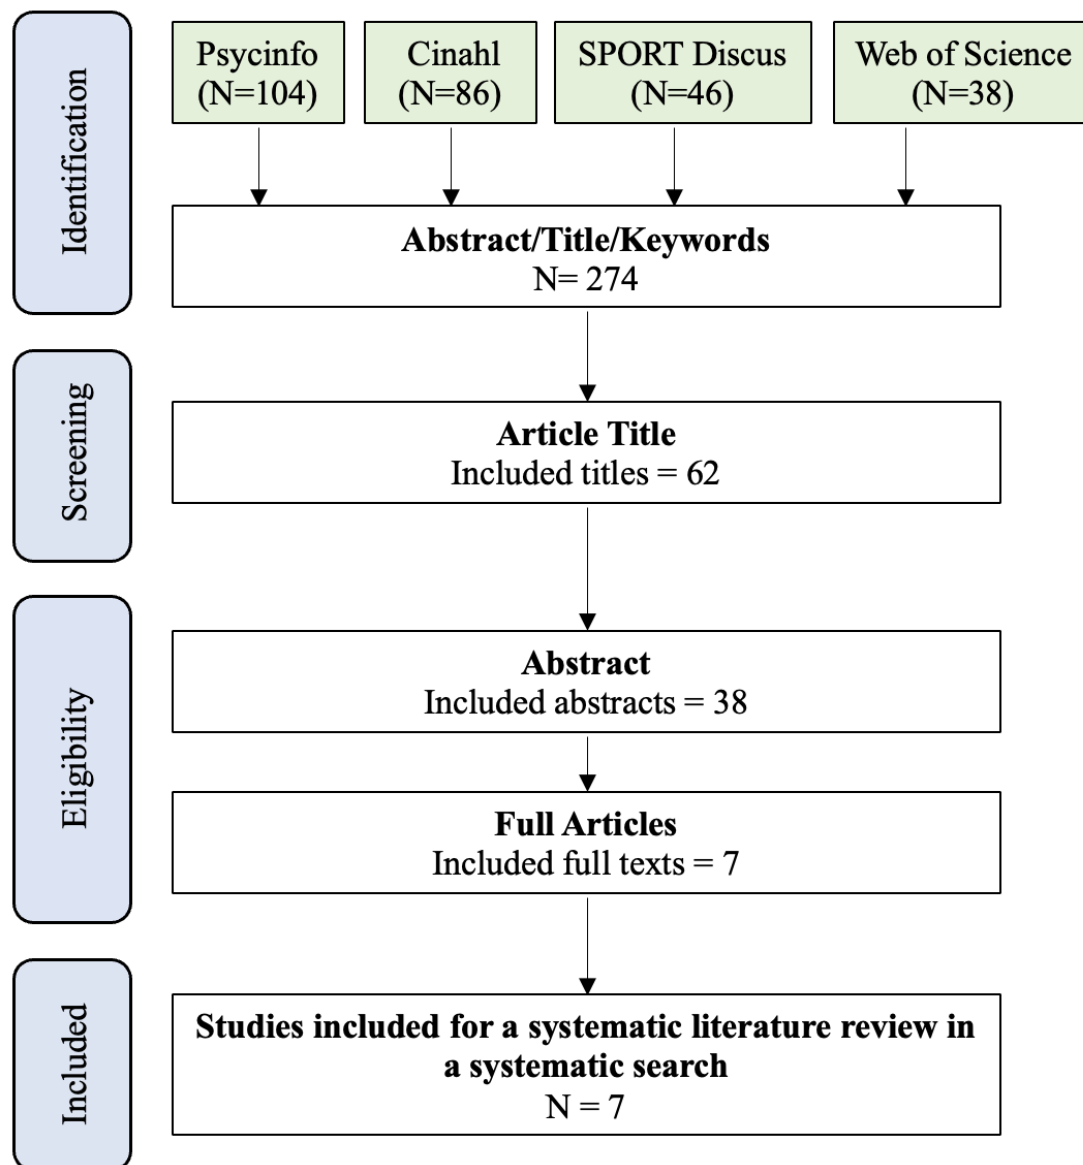 Identification
Psycinfo
(N=104)
Cinahl
(N=86)
SPORT Discus
(N=46)
Web of Science
(N=38)
Abstract/Title/Keywords
N= 274
Screening
Article Title
Included titles = 62
Eligibility
Abstract
Included abstracts = 38
Full Articles
Included full texts = 7
Included
Studies included for a systematic literature review in
a systematic search
N = 7